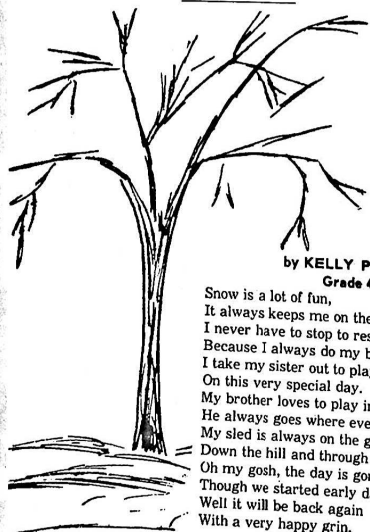 by KELLY P
Grade 4
Snow is a lot of fun,
It always keeps me on the
I never have to stop to res
Because I always do my b
I take my sister out to pla
On this very special day.
My brother loves to play i
He always goes where eve
My sled is always on the g
Down the hill and through
Oh my gosh, the day is gon
Though we started early d
Well it will be back again
With a very happy grin.